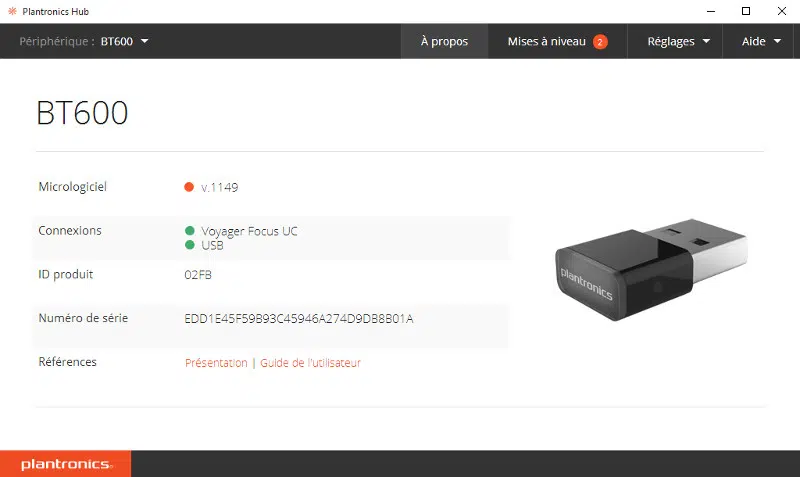 Plantronics Hub
Périphérique : BT600
À propos
Mises à niveau 2
Réglages
Aide
BT600
Micrologiciel v.1149
Connexions Voyager Focus UC
USB
ID produit 02FB
Numéro de série EDD1E45F59B93C45946A274D9DB8B01A
Références Présentation | Guide de l'utilisateur
plantronics
plantronics